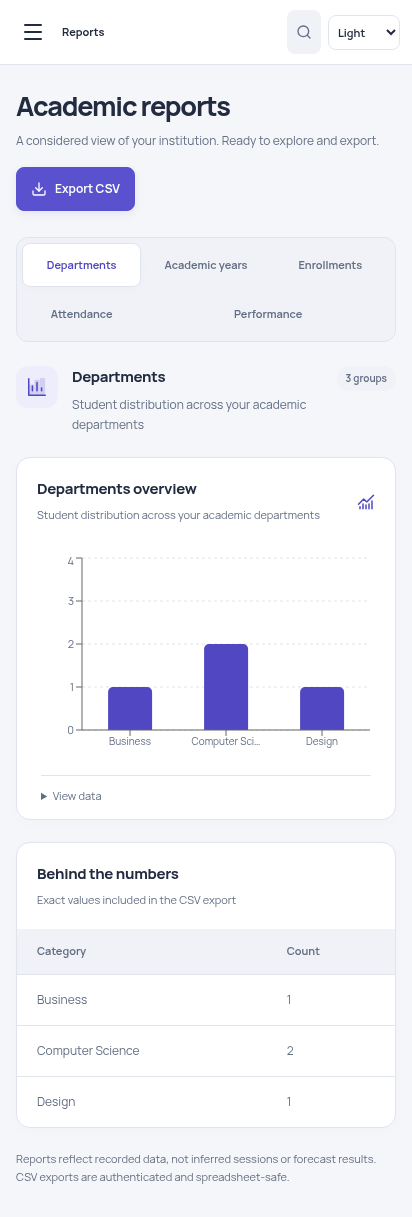 Reports
Light
Academic reports
A considered view of your institution. Ready to explore and export.
Export CSV
Departments
Academic years
Enrollments
Attendance
Performance
Departments
3 groups
Student distribution across your academic
departments
Departments overview
Student distribution across your academic departments
4
3
2
1
0
Business
Computer Sci...
Design
View data
Behind the numbers
Exact values included in the CSV export
Category Count
Business 1
Computer Science 2
Design 1
Reports reflect recorded data, not inferred sessions or forecast results.
CSV exports are authenticated and spreadsheet-safe.